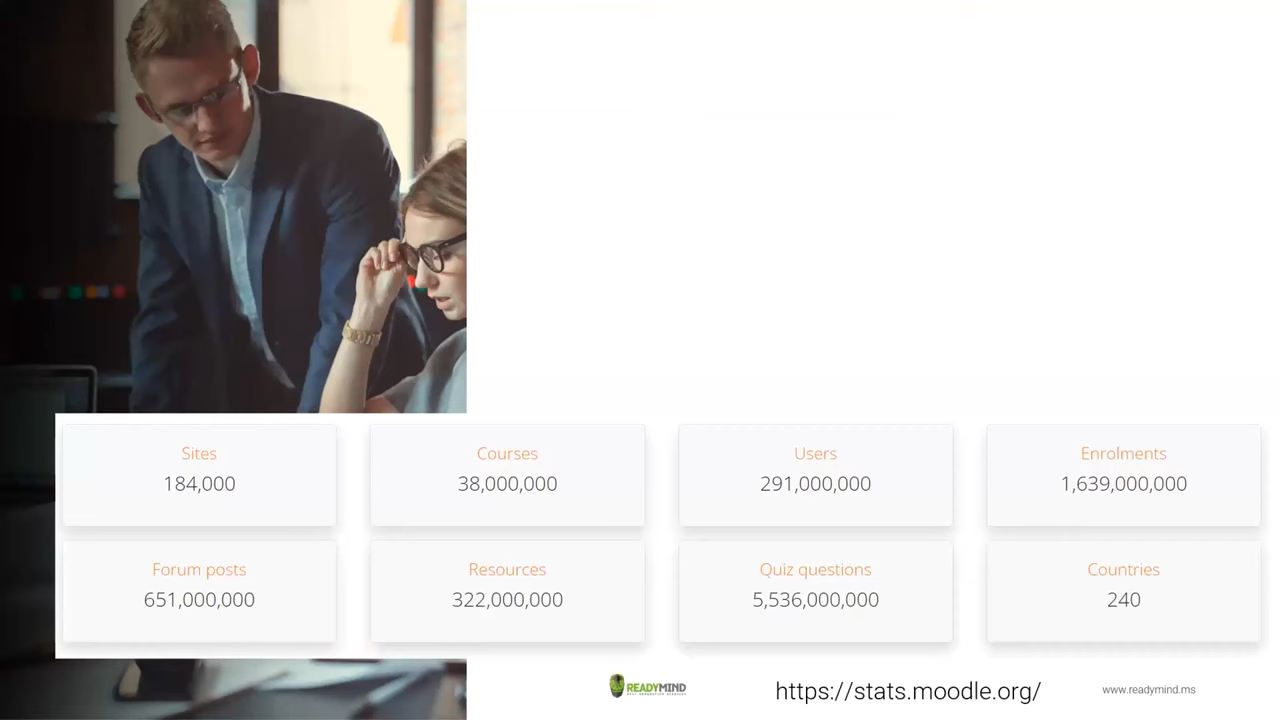 Sites
184,000
Courses
38,000,000
Users
291,000,000
Enrolments
1,639,000,000
Forum posts
651,000,000
Resources
322,000,000
Quiz questions
5,536,000,000
Countries
240
READYMIND
https://stats.moodle.org/
www.readymind.ms